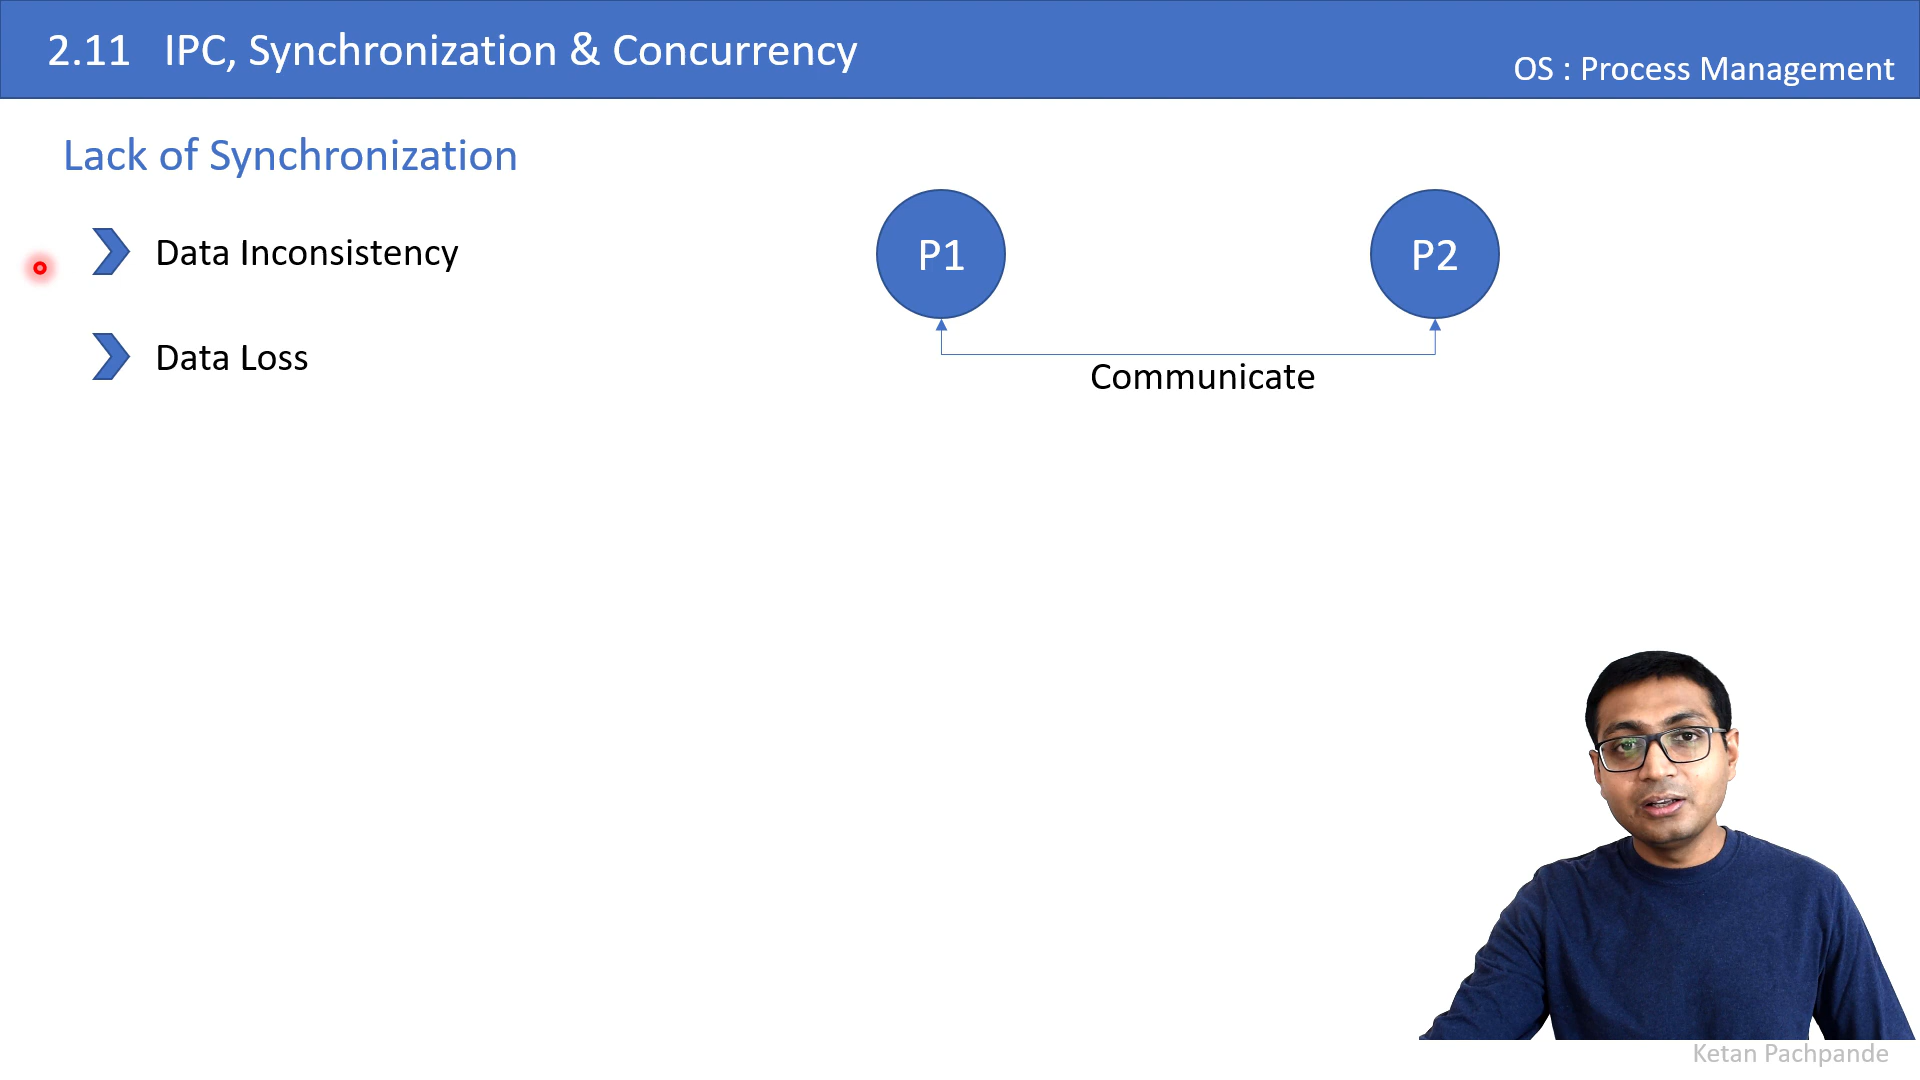 2.11 IPC, Synchronization & Concurrency
OS : Process Management
Lack of Synchronization
Data Inconsistency
Data Loss
P1
P2
Communicate
Ketan Pachpande